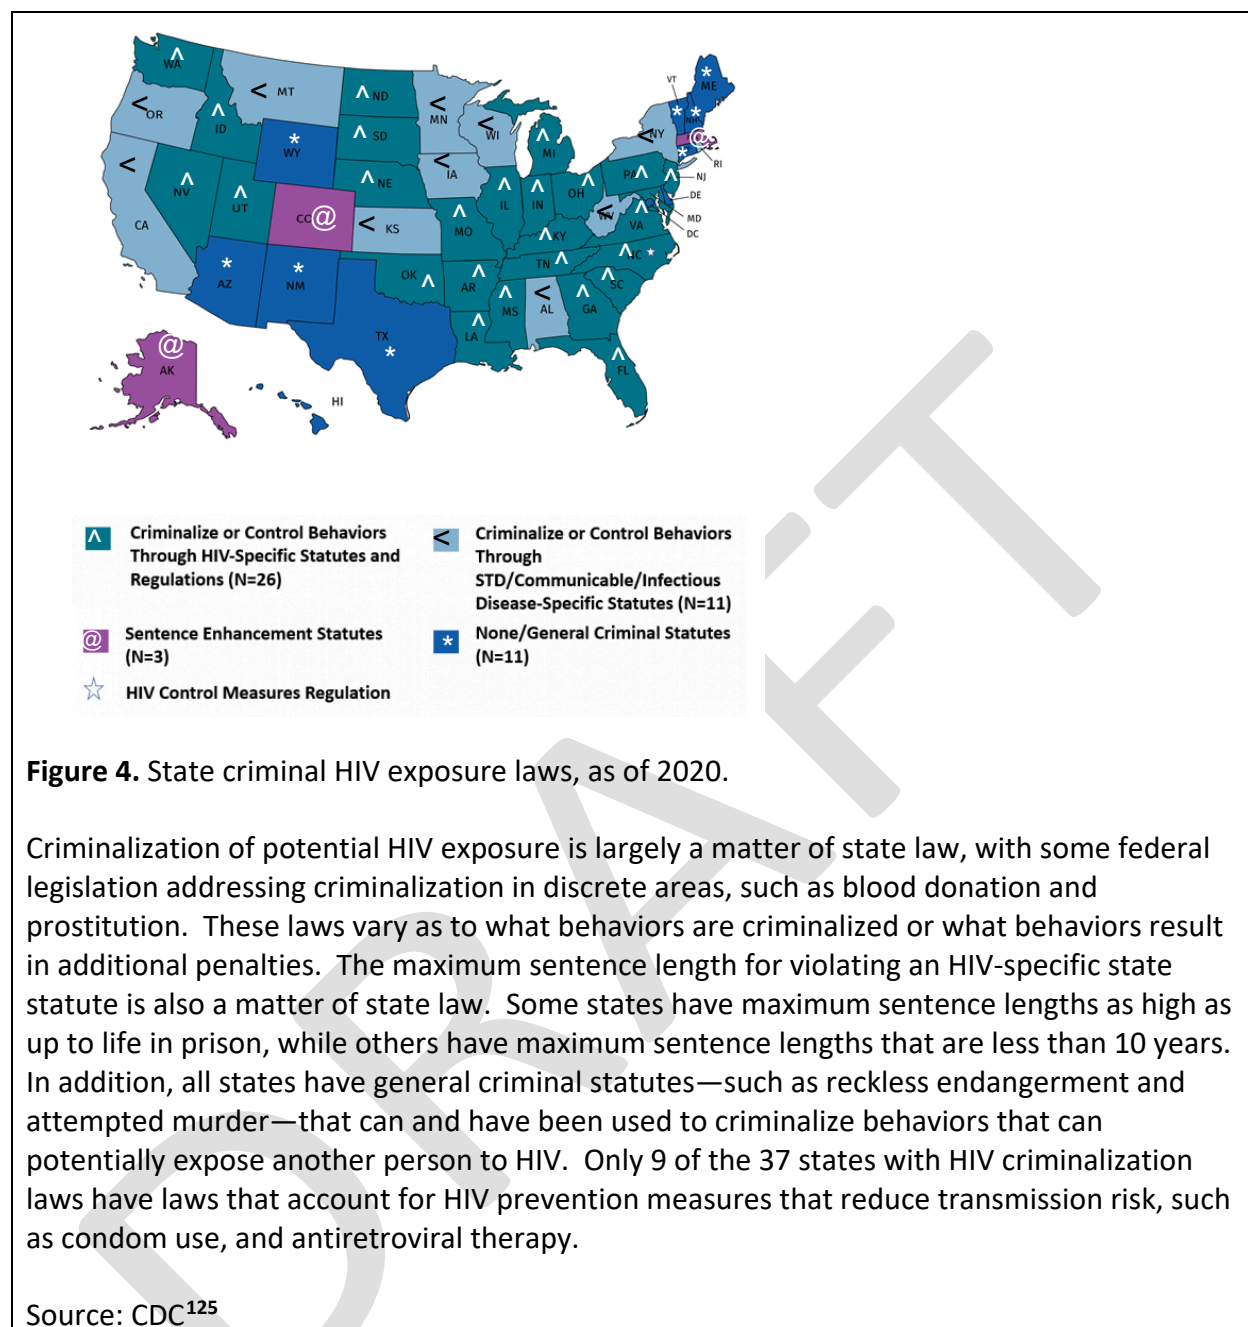 WA
^
MT
<
ND
^
MN
<
VT
ME
*
OR
<
ID
^
SD
^
WI
<
MI
^
NY
<
NH
*
@
WY
*
IA
<
RI
NV
^
UT
^
NE
^
IL
^
IN
^
OH
^
PA
^
NJ
^
DE
CA
<
CO
@
KS
<
MO
^
KY
^
WV
<
VA
^
MD
DC
AZ
*
NM
*
OK
^
AR
^
TN
^
NC
^
SC
^
MS
^
AL
<
GA
^
TX
*
LA
^
FL
^
AK
@
HI
^ Criminalize or Control Behaviors
Through HIV-Specific Statutes and
Regulations (N=26)
< Criminalize or Control Behaviors
Through
STD/Communicable/Infectious
Disease-Specific Statutes (N=11)
@ Sentence Enhancement Statutes
(N=3)
* None/General Criminal Statutes
(N=11)
☆ HIV Control Measures Regulation
Figure 4. State criminal HIV exposure laws, as of 2020.
Criminalization of potential HIV exposure is largely a matter of state law, with some federal
legislation addressing criminalization in discrete areas, such as blood donation and
prostitution.  These laws vary as to what behaviors are criminalized or what behaviors result
in additional penalties.  The maximum sentence length for violating an HIV-specific state
statute is also a matter of state law.  Some states have maximum sentence lengths as high as
up to life in prison, while others have maximum sentence lengths that are less than 10 years.
In addition, all states have general criminal statutes—such as reckless endangerment and
attempted murder—that can and have been used to criminalize behaviors that can
potentially expose another person to HIV.  Only 9 of the 37 states with HIV criminalization
laws have laws that account for HIV prevention measures that reduce transmission risk, such
as condom use, and antiretroviral therapy.
Source: CDC125
DRAFT